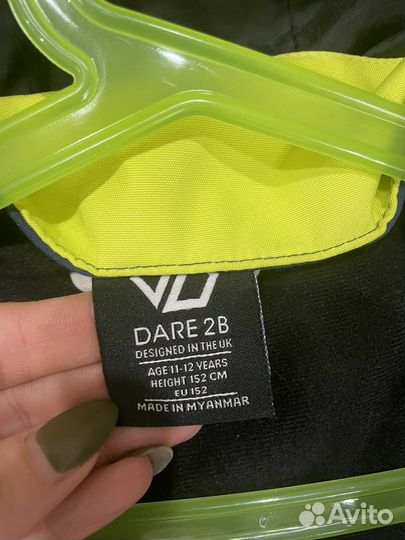 DARE 2B
DESIGNED IN THE UK
AGE 11-12 YEARS
HEIGHT 152 CM
EU 152
MADE IN MYANMAR
Avito